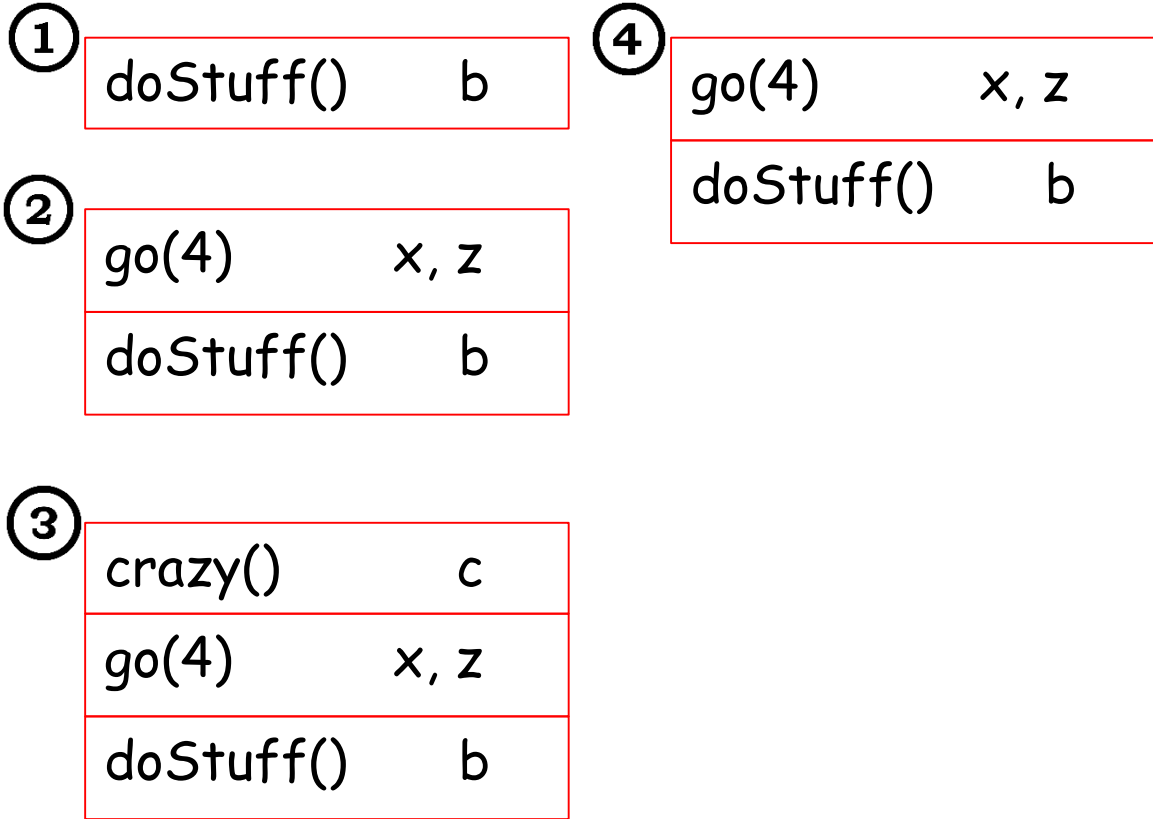 1
doStuff() b
2
go(4) x, z
doStuff() b
3
crazy() c
go(4) x, z
doStuff() b
4
go(4) x, z
doStuff() b